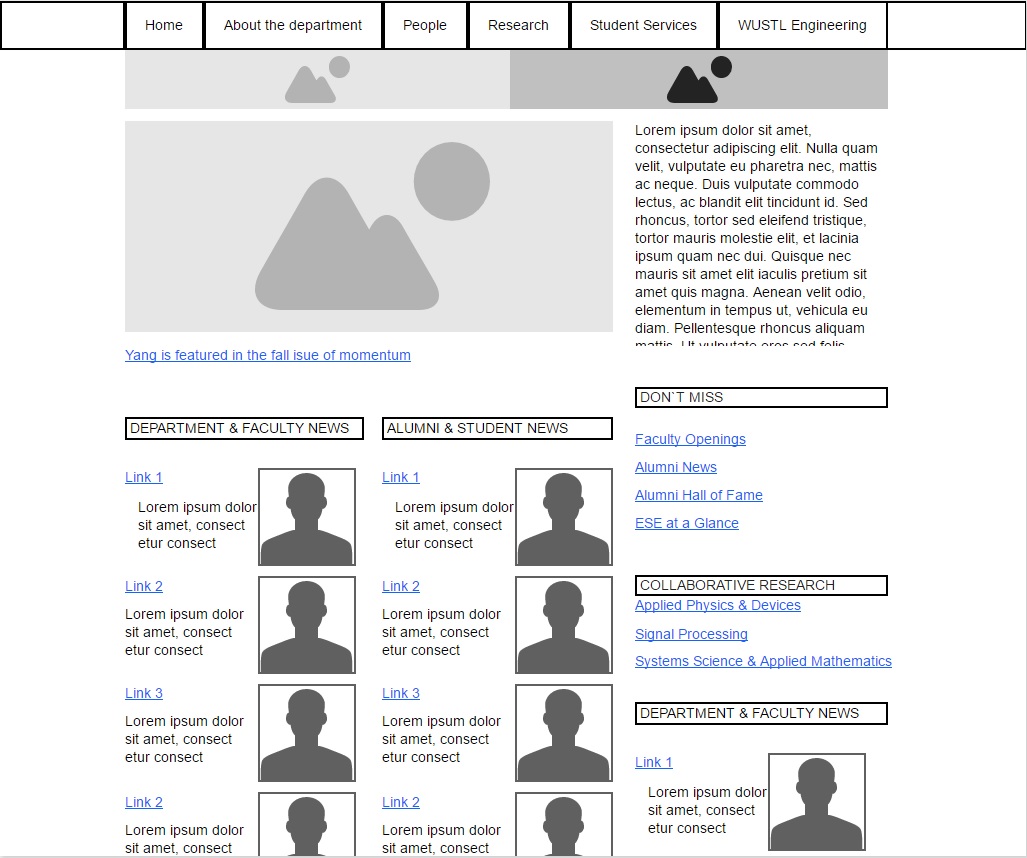 Home About the department People Research Student Services WUSTL Engineering
Lorem ipsum dolor sit amet,
consectetur adipiscing elit. Nulla quam
velit, vulputate eu pharetra nec, mattis
ac neque. Duis vulputate commodo
lectus, ac blandit elit tincidunt id. Sed
rhoncus, tortor sed eleifend tristique,
tortor mauris molestie elit, et lacinia
ipsum quam nec dui. Quisque nec
mauris sit amet elit iaculis pretium sit
amet quis magna. Aenean velit odio,
elementum in tempus ut, vehicula eu
diam. Pellentesque rhoncus aliquam
mattis. Ut vulputate eros sed felis
Yang is featured in the fall isue of momentum
DEPARTMENT & FACULTY NEWS
Link 1
Lorem ipsum dolor
sit amet, consect
etur consect
Link 2
Lorem ipsum dolor
sit amet, consect
etur consect
Link 3
Lorem ipsum dolor
sit amet, consect
etur consect
Link 2
Lorem ipsum dolor
sit amet, consect
ALUMNI & STUDENT NEWS
Link 1
Lorem ipsum dolor
sit amet, consect
etur consect
Link 2
Lorem ipsum dolor
sit amet, consect
etur consect
Link 3
Lorem ipsum dolor
sit amet, consect
etur consect
Link 2
Lorem ipsum dolor
sit amet, consect
DON`T MISS
Faculty Openings
Alumni News
Alumni Hall of Fame
ESE at a Glance
COLLABORATIVE RESEARCH
Applied Physics & Devices
Signal Processing
Systems Science & Applied Mathematics
DEPARTMENT & FACULTY NEWS
Link 1
Lorem ipsum dolor
sit amet, consect
etur consect